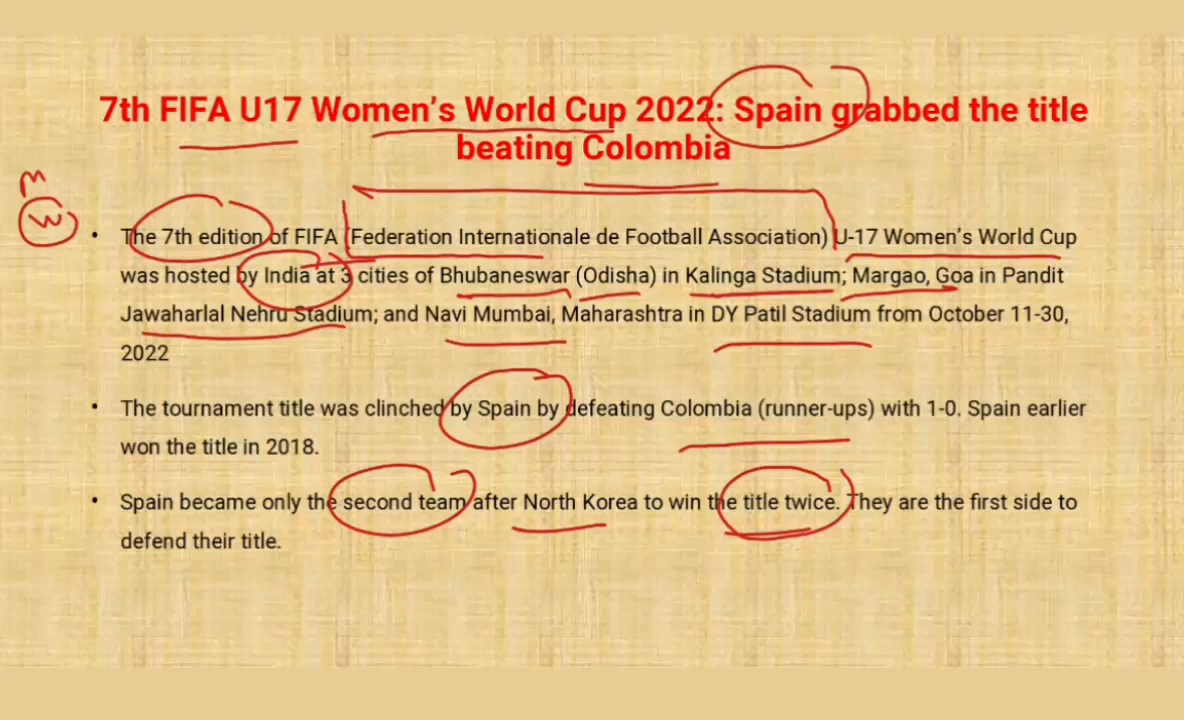 7th FIFA U17 Women's World Cup 2022: Spain grabbed the title
beating Colombia
M
W
• The 7th edition of FIFA (Federation Internationale de Football Association) U-17 Women's World Cup
was hosted by India at 3 cities of Bhubaneswar (Odisha) in Kalinga Stadium; Margao, Goa in Pandit
Jawaharlal Nehru Stadium; and Navi Mumbai, Maharashtra in DY Patil Stadium from October 11-30,
2022
• The tournament title was clinched by Spain by defeating Colombia (runner-ups) with 1-0. Spain earlier
won the title in 2018.
• Spain became only the second team after North Korea to win the title twice. They are the first side to
defend their title.